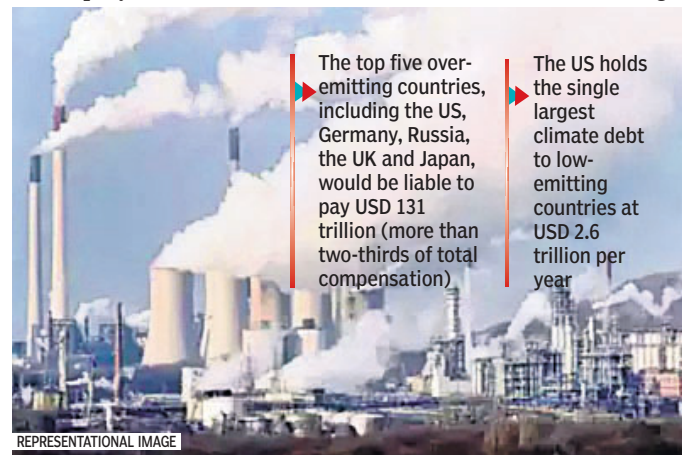 The top five over-
emitting countries,
including the US,
Germany, Russia,
the UK and Japan,
would be liable to
pay USD 131
trillion (more than
two-thirds of total
compensation)
The US holds
the single
largest
climate debt
to low-
emitting
countries at
USD 2.6
trillion per
year
REPRESENTATIONAL IMAGE